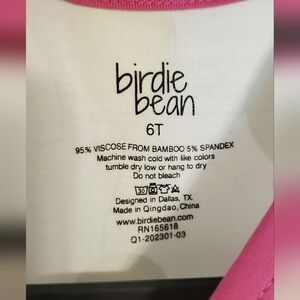 birdie
bean
6T
95% VISCOSE FROM BAMBOO 5% SPANDEX
Machine wash cold with like colors
tumble dry low or hang to dry
Do not bleach
Designed in Dallas, TX.
Made in Qingdao, China
www.birdiebean.com
RN165618
Q1-202301-03